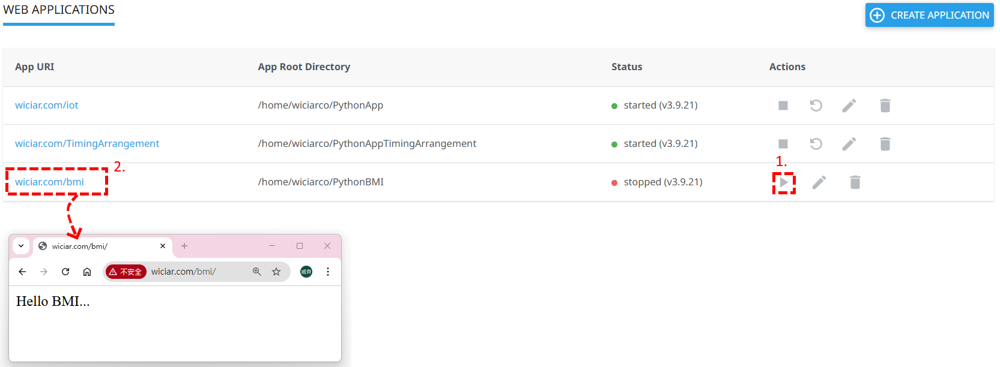 WEB APPLICATIONS
CREATE APPLICATION
App URI App Root Directory Status Actions
wiciar.com/iot /home/wiciarco/PythonApp started (v3.9.21)
wiciar.com/TimingArrangement /home/wiciarco/PythonAppTimingArrangement started (v3.9.21)
2.
1.
wiciar.com/bmi /home/wiciarco/PythonBMI stopped (v3.9.21)
wiciar.com/bmi/
不安全 wiciar.com/bmi/ 威齊
Hello BMI...